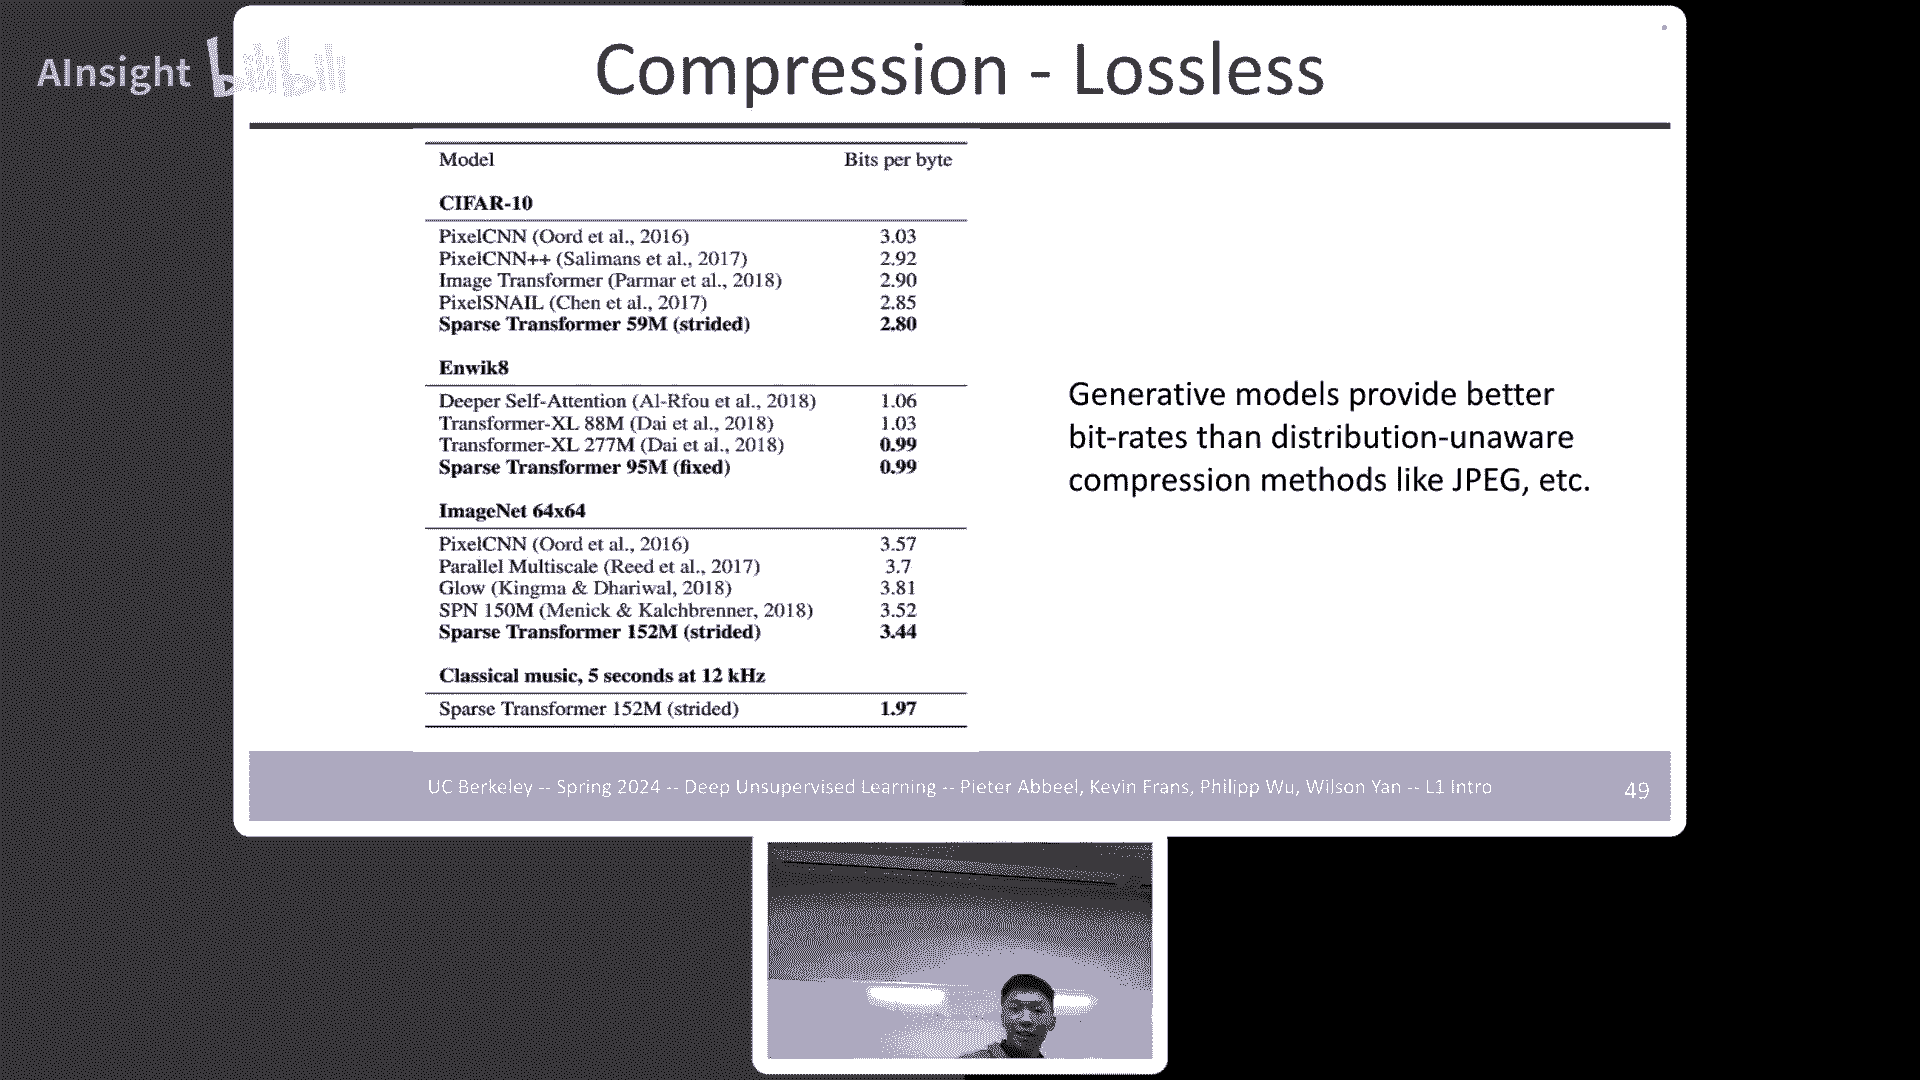 AInsight bilibili
Compression - Lossless
Model Bits per byte
CIFAR-10
PixelCNN (Oord et al., 2016) 3.03
PixelCNN++ (Salimans et al., 2017) 2.92
Image Transformer (Parmar et al., 2018) 2.90
PixelSNAIL (Chen et al., 2017) 2.85
Sparse Transformer 59M (strided) 2.80
Enwik8
Deeper Self-Attention (Al-Rfou et al., 2018) 1.06
Transformer-XL 88M (Dai et al., 2018) 1.03
Transformer-XL 277M (Dai et al., 2018) 0.99
Sparse Transformer 95M (fixed) 0.99
ImageNet 64x64
PixelCNN (Oord et al., 2016) 3.57
Parallel Multiscale (Reed et al., 2017) 3.7
Glow (Kingma & Dhariwal, 2018) 3.81
SPN 150M (Menick & Kalchbrenner, 2018) 3.52
Sparse Transformer 152M (strided) 3.44
Classical music, 5 seconds at 12 kHz
Sparse Transformer 152M (strided) 1.97
Generative models provide better
bit-rates than distribution-unaware
compression methods like JPEG, etc.
UC Berkeley -- Spring 2024 -- Deep Unsupervised Learning -- Pieter Abbeel, Kevin Frans, Philipp Wu, Wilson Yan -- L1 Intro 49